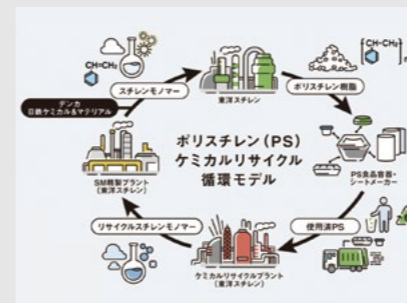 CH=CH₂
スチレンモノマー
東洋スチレン
[CH-CH₂]n
ポリスチレン樹脂
デンカ
日鉄ケミカル&マテリアル
SM精製プラント
(東洋スチレン)
ポリスチレン(PS)
ケミカルリサイクル
循環モデル
PS食品容器・
シートメーカー
リサイクルスチレンモノマー
使用済PS
ケミカルリサイクルプラント
(東洋スチレン)